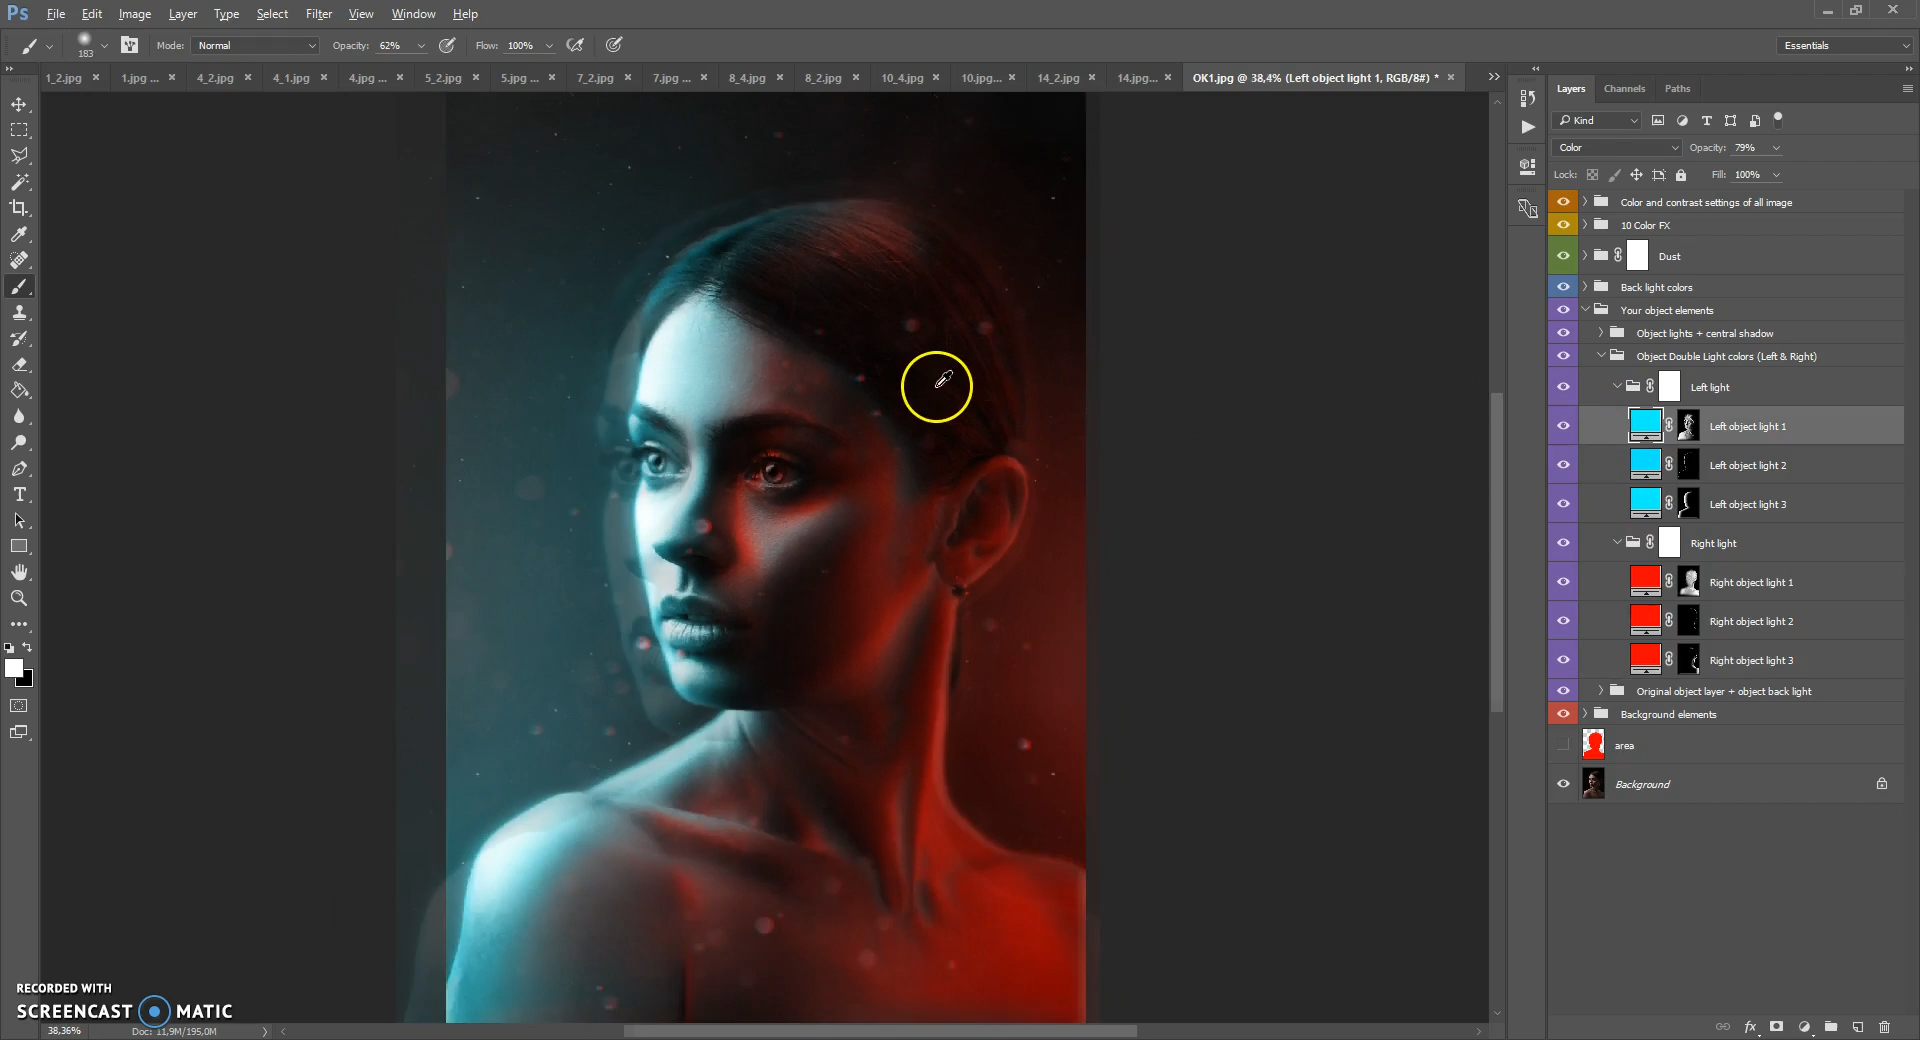 Ps File Edit Image Layer Type Select Filter View Window Help
183 Mode: Normal Opacity: 62% Flow: 100% Essentials
1_2.jpg × 1.jpg ... × 4_2.jpg × 4_1.jpg × 4.jpg ... × 5_2.jpg × 5.jpg ... × 7_2.jpg × 7.jpg ... × 8_4.jpg × 8_2.jpg × 10_4.jpg × 10.jpg... × 14_2.jpg × 14.jpg... × OK1.jpg @ 38,4% (Left object light 1, RGB/8#) * ×
Layers Channels Paths
Kind
Color Opacity: 79%
Lock: Fill: 100%
Color and contrast settings of all image
10 Color FX
Dust
Back light colors
Your object elements
Object lights + central shadow
Object Double Light colors (Left & Right)
Left light
Left object light 1
Left object light 2
Left object light 3
Right light
Right object light 1
Right object light 2
Right object light 3
Original object layer + object back light
Background elements
area
Background
RECORDED WITH
SCREENCAST MATIC
38,36% Doc: 11,9M/195,0M
fx